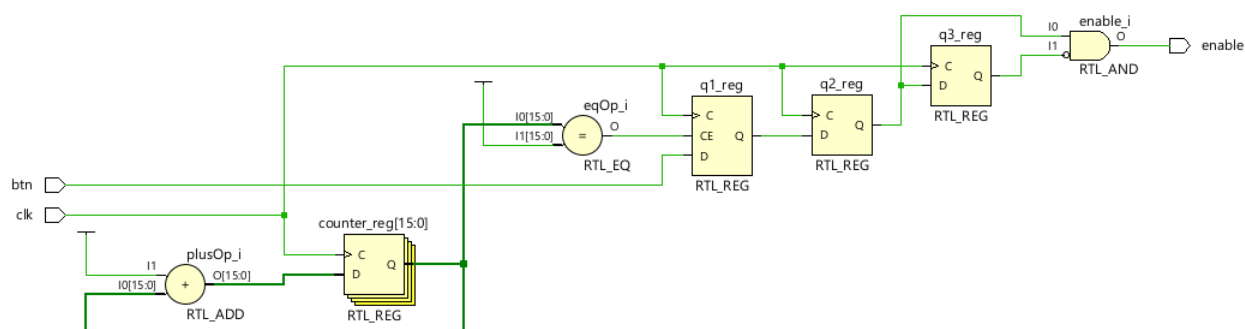 enable_i
I0
O
I1
enable
RTL_AND
q3_reg
C
Q
D
RTL_REG
q1_reg
q2_reg
eqOp_i
O
I0[15:0]
=
I1[15:0]
RTL_EQ
C
CE
Q
D
RTL_REG
C
Q
D
RTL_REG
btn
clk
counter_reg[15:0]
C
Q
D
RTL_REG
plusOp_i
I1
O[15:0]
I0[15:0]
+
RTL_ADD